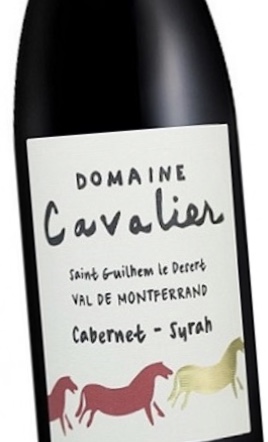 DOMAINE
Cavalier
Saint Guilhem le Desert
VAL DE MONTFERRAND
Cabernet - Syrah